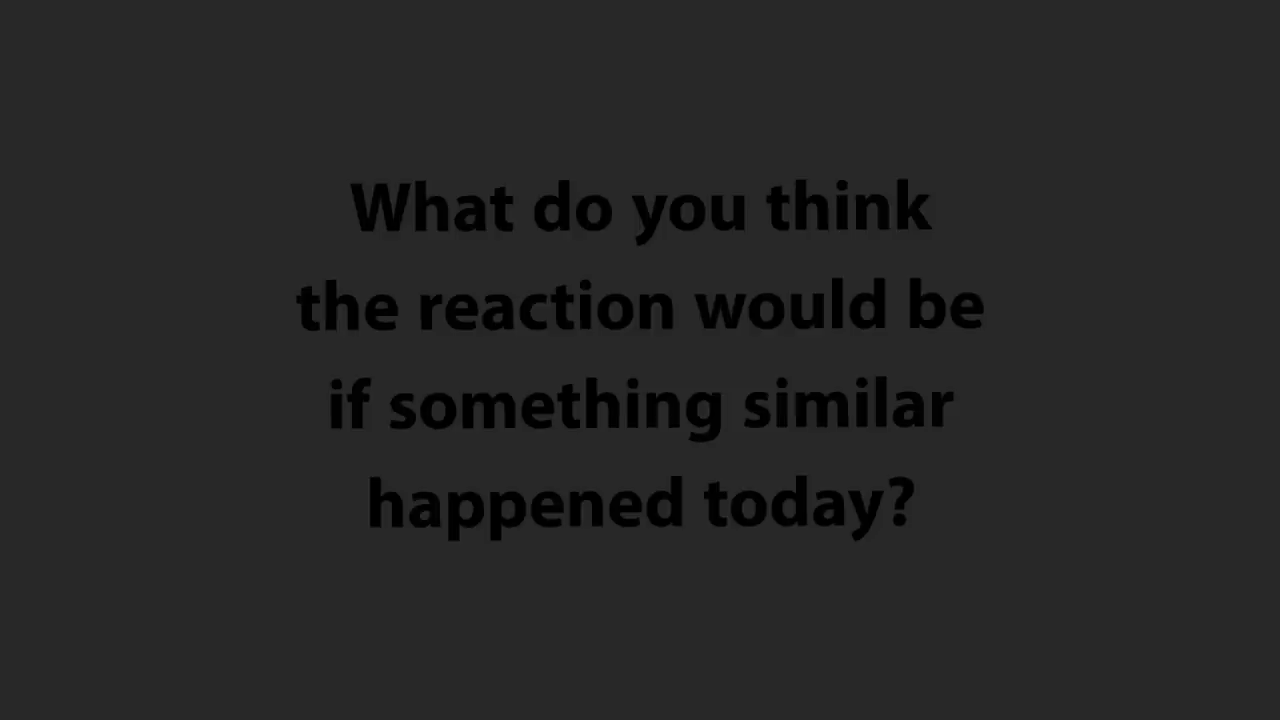 What do you think
the reaction would be
if something similar
happened today?